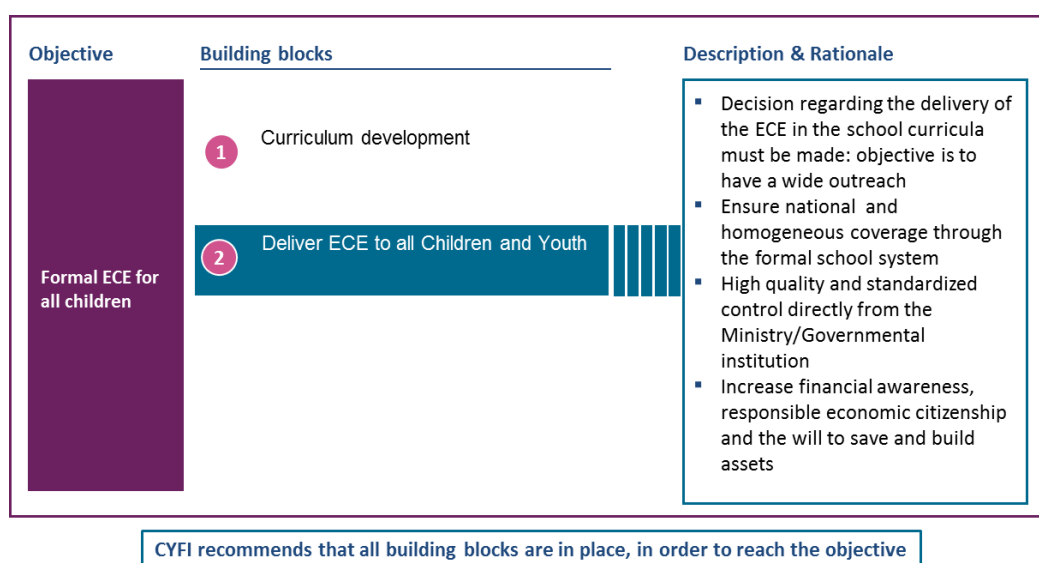 Objective
Building blocks
Description & Rationale
Formal ECE for
all children
1
Curriculum development
2
Deliver ECE to all Children and Youth
▪ Decision regarding the delivery of
the ECE in the school curricula
must be made: objective is to
have a wide outreach
▪ Ensure national and
homogeneous coverage through
the formal school system
▪ High quality and standardized
control directly from the
Ministry/Governmental
institution
▪ Increase financial awareness,
responsible economic citizenship
and the will to save and build
assets
CYFI recommends that all building blocks are in place, in order to reach the objective